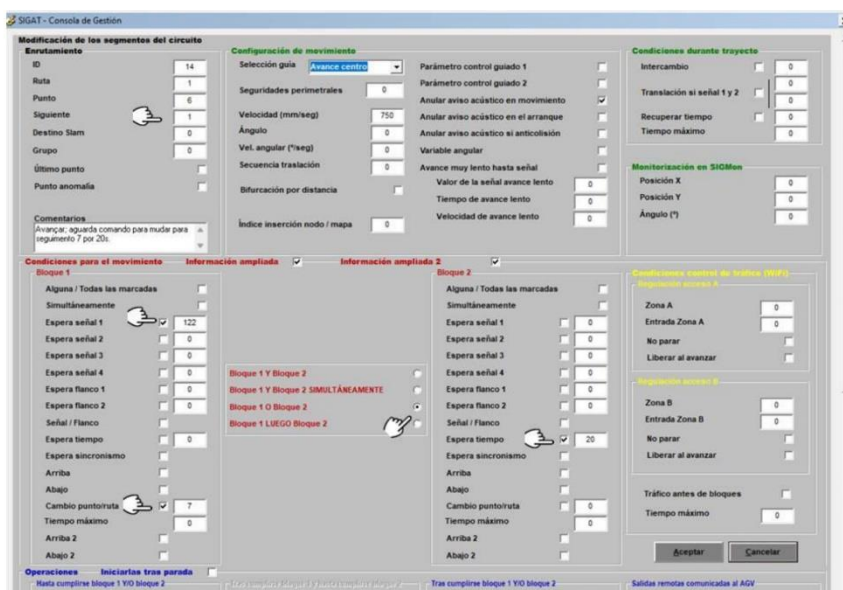 SIGAT - Consola de Gestión
Modificación de los segmentos del circuito
Enrutamiento
ID 14
Ruta 1
Punto 6
Siguiente 1
Destino Slam 0
Grupo 0
Último punto
Punto anomalía
Comentarios
Avançar; aguarda comando para mudar para
seguimento 7 por 20s.
Configuración de movimiento
Selección guía Avance centro
Seguridades perimetrales 0
Velocidad (mm/seg) 750
Ángulo 0
Vel. angular (º/seg) 0
Secuencia traslación 0
Bifurcación por distancia
Índice inserción nodo / mapa 0
Parámetro control guiado 1
Parámetro control guiado 2
Anular aviso acústico en movimiento
Anular aviso acústico en el arranque
Anular aviso acústico si anticolisión
Variable angular
Avance muy lento hasta señal
Valor de la señal avance lento 0
Tiempo de avance lento 0
Velocidad de avance lento 0
Condiciones durante trayecto
Intercambio 0
Translación si señal 1 y 2 0
0
Recuperar tiempo 0
Tiempo máximo 0
Monitorización en SIGMon
Posición X 0
Posición Y 0
Ángulo (º) 0
Condiciones para el movimiento Información ampliada Información ampliada 2
Bloque 1
Alguna / Todas las marcadas
Simultáneamente
Espera señal 1 122
Espera señal 2 0
Espera señal 3 0
Espera señal 4 0
Espera flanco 1 0
Espera flanco 2 0
Señal / Flanco
Espera tiempo 0
Espera sincronismo
Arriba
Abajo
Cambio punto/ruta 7
Tiempo máximo 0
Arriba 2
Abajo 2
Bloque 1 Y Bloque 2
Bloque 1 Y Bloque 2 SIMULTÁNEAMENTE
Bloque 1 O Bloque 2
Bloque 1 LUEGO Bloque 2
Bloque 2
Alguna / Todas las marcadas
Simultáneamente
Espera señal 1 0
Espera señal 2 0
Espera señal 3 0
Espera señal 4 0
Espera flanco 1 0
Espera flanco 2 0
Señal / Flanco
Espera tiempo 20
Espera sincronismo
Arriba
Abajo
Cambio punto/ruta 0
Tiempo máximo 0
Arriba 2
Abajo 2
Condiciones control de tráfico (WiFi)
Regulación acceso A
Zona A 0
Entrada Zona A 0
No parar
Liberar al avanzar
Regulación acceso B
Zona B 0
Entrada Zona B 0
No parar
Liberar al avanzar
Tráfico antes de bloques
Tiempo máximo 0
Aceptar Cancelar
Operaciones Iniciarlas tras parada
Hasta cumplirse bloque 1 Y/O bloque 2
Tras cumplirse bloque 1 Y/O bloque 2
Salidas remotas comunicadas al AGV